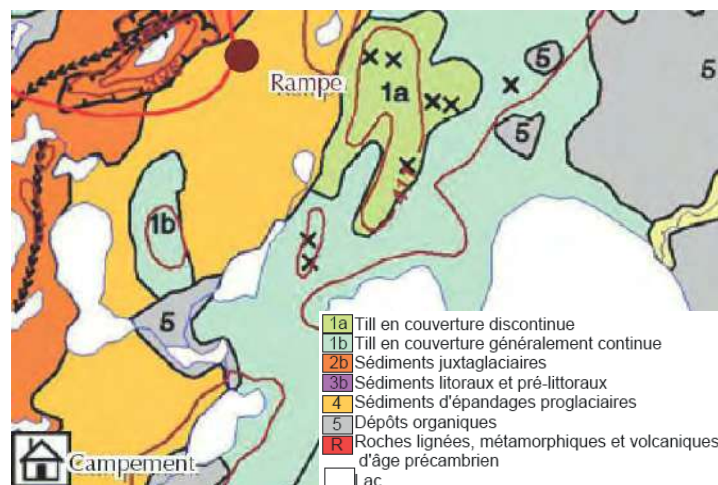 5
5
Rampe
1a
5
1b
5
1a Till en couverture discontinue
1b Till en couverture généralement continue
2b Sédiments juxtaglaciaires
3b Sédiments litoraux et pré-littoraux
4 Sédiments d'épandages proglaciaires
5 Dépôts organiques
R Roches lignées, métamorphiques et volcaniques
d'âge précambrien
Lac
Campement